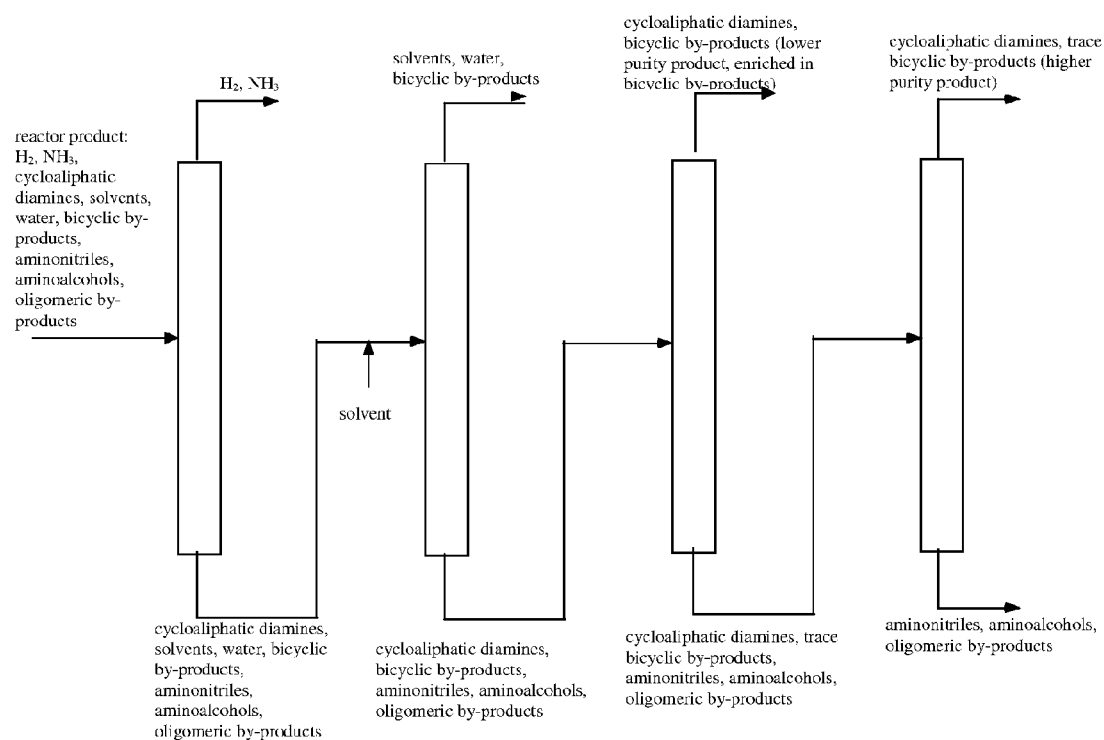 reactor product:
H₂, NH₃,
cycloaliphatic
diamines, solvents,
water, bicyclic by-
products,
aminonitriles,
aminoalcohols,
oligomeric by-
products
H₂, NH₃
cycloaliphatic diamines,
solvents, water, bicyclic
by-products,
aminonitriles,
aminoalcohols,
oligomeric by-products
solvent
solvents, water,
bicyclic by-products
cycloaliphatic diamines,
bicyclic by-products,
aminonitriles, aminoalcohols,
oligomeric by-products
cycloaliphatic diamines,
bicyclic by-products (lower
purity product, enriched in
bicyclic by-products)
cycloaliphatic diamines, trace
bicyclic by-products,
aminonitriles, aminoalcohols,
oligomeric by-products
cycloaliphatic diamines, trace
bicyclic by-products (higher
purity product)
aminonitriles, aminoalcohols,
oligomeric by-products